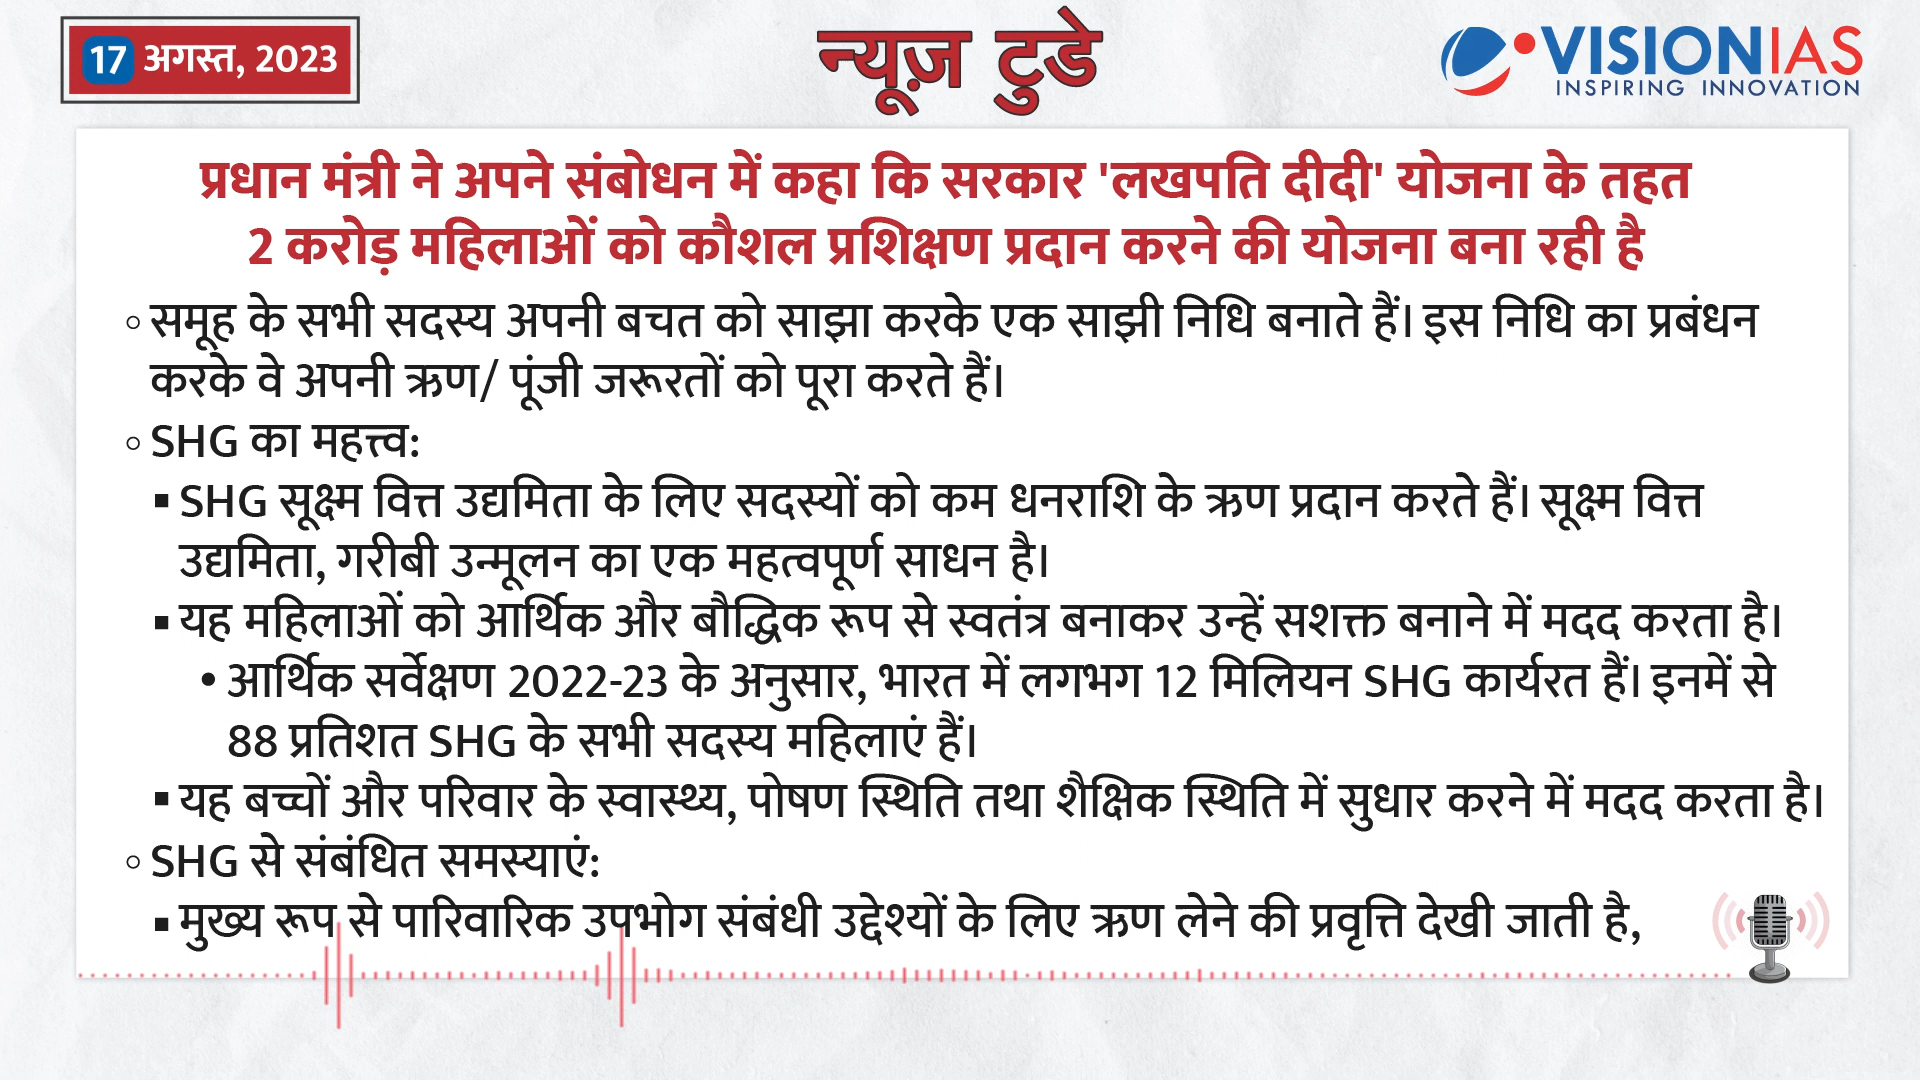 17 अगस्त, 2023
न्यूज़ टुडे
VISIONIAS
INSPIRING INNOVATION
प्रधान मंत्री ने अपने संबोधन में कहा कि सरकार 'लखपति दीदी' योजना के तहत
2 करोड़ महिलाओं को कौशल प्रशिक्षण प्रदान करने की योजना बना रही है
◦ समूह के सभी सदस्य अपनी बचत को साझा करके एक साझी निधि बनाते हैं। इस निधि का प्रबंधन
करके वे अपनी ऋण/ पूंजी जरूरतों को पूरा करते हैं।
◦ SHG का महत्त्व:
▪ SHG सूक्ष्म वित्त उद्यमिता के लिए सदस्यों को कम धनराशि के ऋण प्रदान करते हैं। सूक्ष्म वित्त
उद्यमिता, गरीबी उन्मूलन का एक महत्वपूर्ण साधन है।
▪ यह महिलाओं को आर्थिक और बौद्धिक रूप से स्वतंत्र बनाकर उन्हें सशक्त बनाने में मदद करता है।
• आर्थिक सर्वेक्षण 2022-23 के अनुसार, भारत में लगभग 12 मिलियन SHG कार्यरत हैं। इनमें से
88 प्रतिशत SHG के सभी सदस्य महिलाएं हैं।
▪ यह बच्चों और परिवार के स्वास्थ्य, पोषण स्थिति तथा शैक्षिक स्थिति में सुधार करने में मदद करता है।
◦ SHG से संबंधित समस्याएं:
▪ मुख्य रूप से पारिवारिक उपभोग संबंधी उद्देश्यों के लिए ऋण लेने की प्रवृत्ति देखी जाती है,